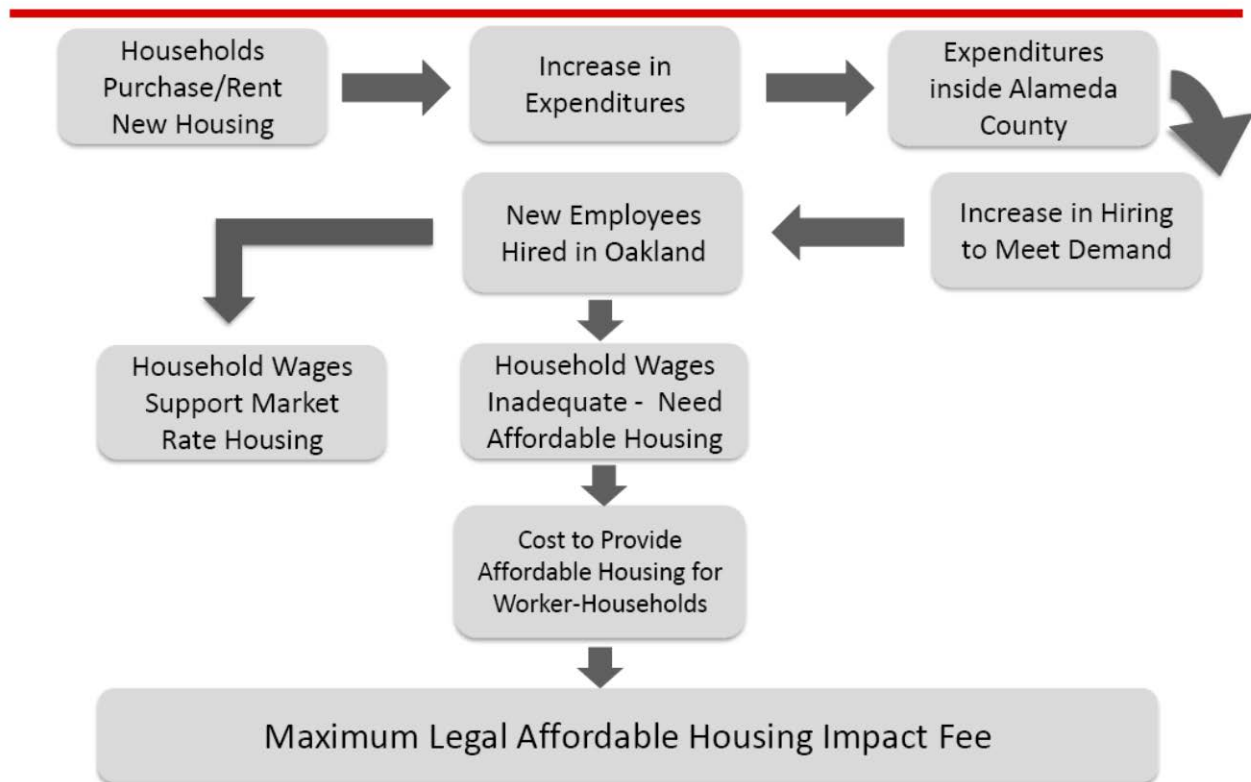 Households
Purchase/Rent
New Housing
Increase in
Expenditures
Expenditures
inside Alameda
County
Increase in Hiring
to Meet Demand
New Employees
Hired in Oakland
Household Wages
Support Market
Rate Housing
Household Wages
Inadequate - Need
Affordable Housing
Cost to Provide
Affordable Housing for
Worker-Households
Maximum Legal Affordable Housing Impact Fee